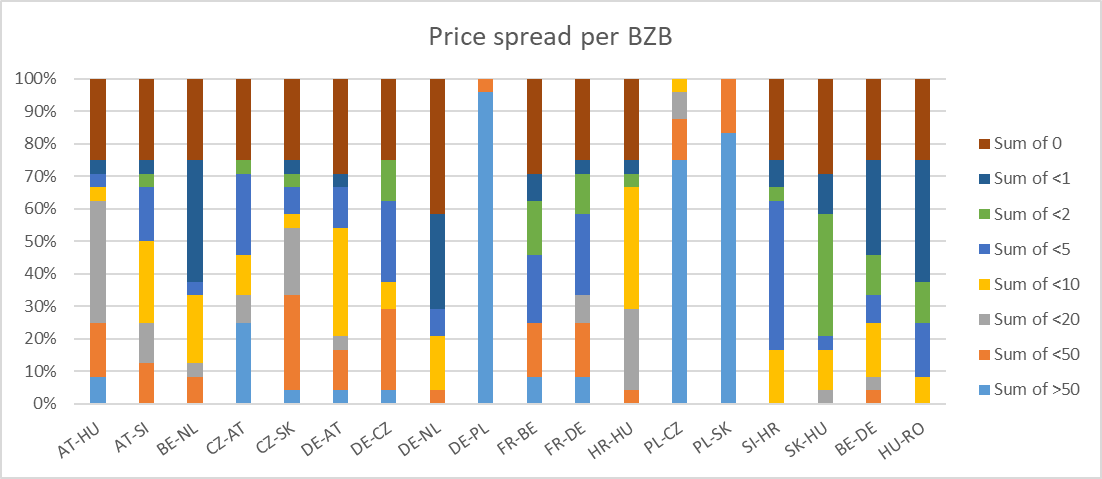 Price spread per BZB
100%
90%
80%
70%
60%
50%
40%
30%
20%
10%
0%
AT-HU
AT-SI
BE-NL
CZ-AT
CZ-SK
DE-AT
DE-CZ
DE-NL
DE-PL
FR-BE
FR-DE
HR-HU
PL-CZ
PL-SK
SI-HR
SK-HU
BE-DE
HU-RO
Sum of 0
Sum of <1
Sum of <2
Sum of <5
Sum of <10
Sum of <20
Sum of <50
Sum of >50